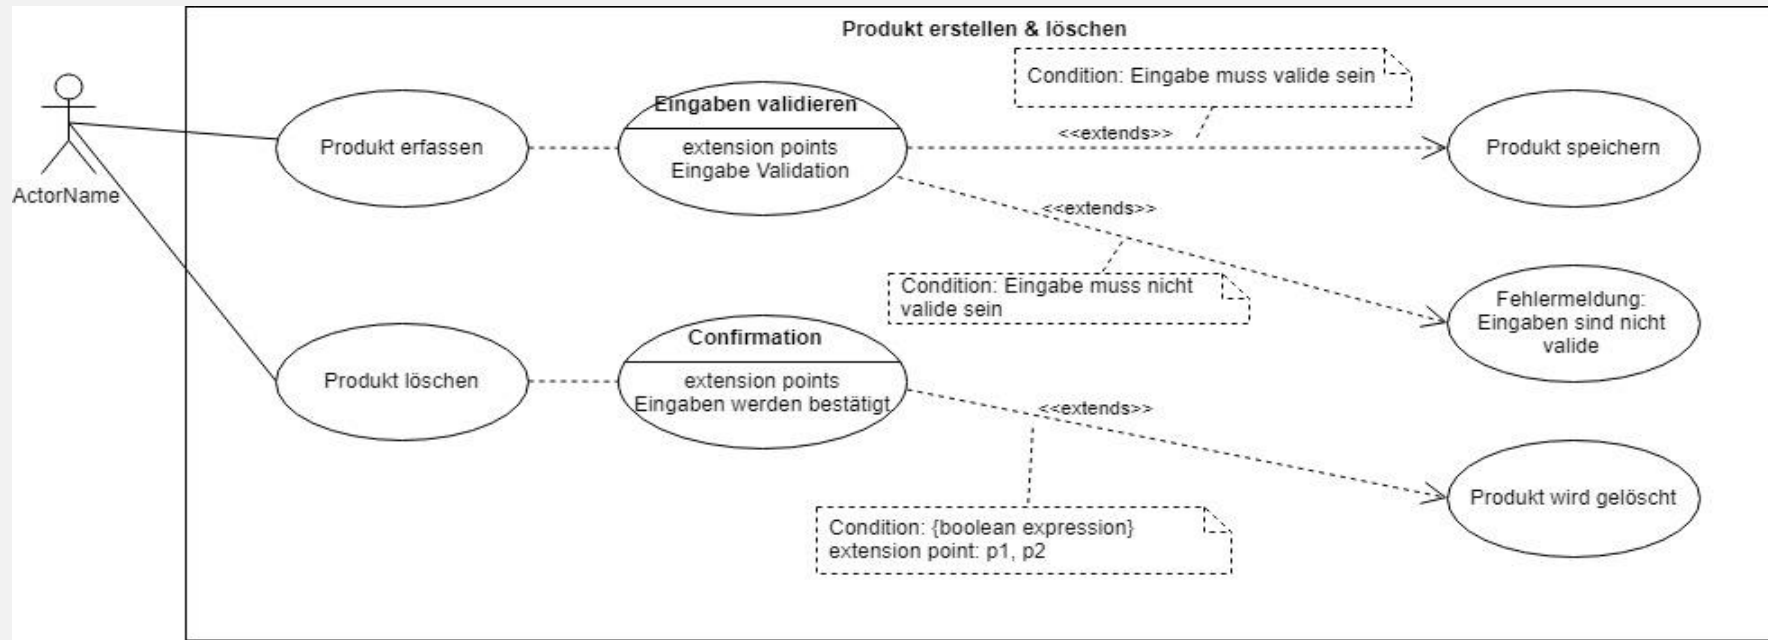 Produkt erstellen & löschen
Condition: Eingabe muss valide sein
ActorName
Produkt erfassen
Eingaben validieren
extension points
Eingabe Validation
<<extends>>
Produkt speichern
<<extends>>
Condition: Eingabe muss nicht
valide sein
Fehlermeldung:
Eingaben sind nicht
valide
Produkt löschen
Confirmation
extension points
Eingaben werden bestätigt
<<extends>>
Produkt wird gelöscht
Condition: {boolean expression}
extension point: p1, p2